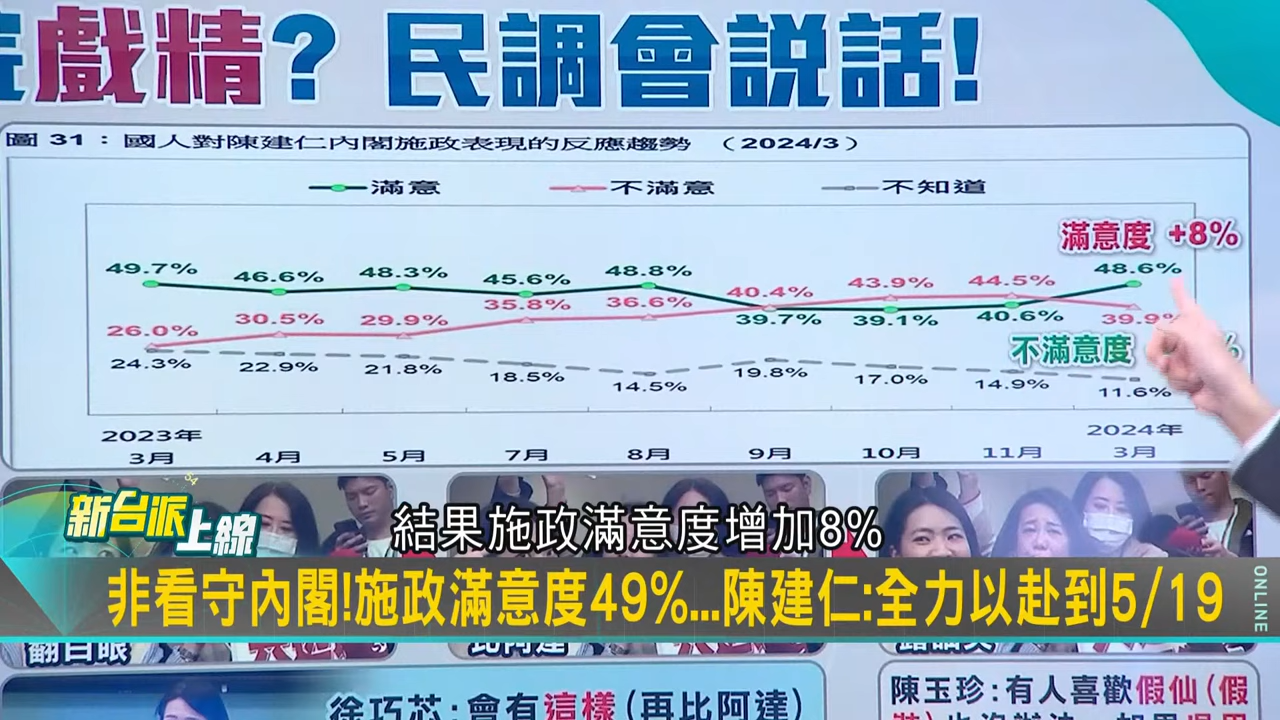 戲精? 民調會說話!
圖 31：國人對陳建仁內閣施政表現的反應趨勢 （2024/3）
滿意 不滿意 不知道
滿意度 +8%
49.7% 46.6% 48.3% 45.6% 48.8% 40.4% 43.9% 44.5% 48.6%
26.0% 30.5% 29.9% 35.8% 36.6% 39.7% 39.1% 40.6% 39.9%
不滿意度
24.3% 22.9% 21.8% 18.5% 14.5% 19.8% 17.0% 14.9% 11.6%
2023年 2024年
3月 4月 5月 7月 8月 9月 10月 11月 3月
新台派上線
結果施政滿意度增加8%
非看守內閣!施政滿意度49%...陳建仁:全力以赴到5/19
ONLINE
翻白眼 比阿達
徐巧芯:會有這樣(再比阿達)
陳玉珍:有人喜歡假仙(假